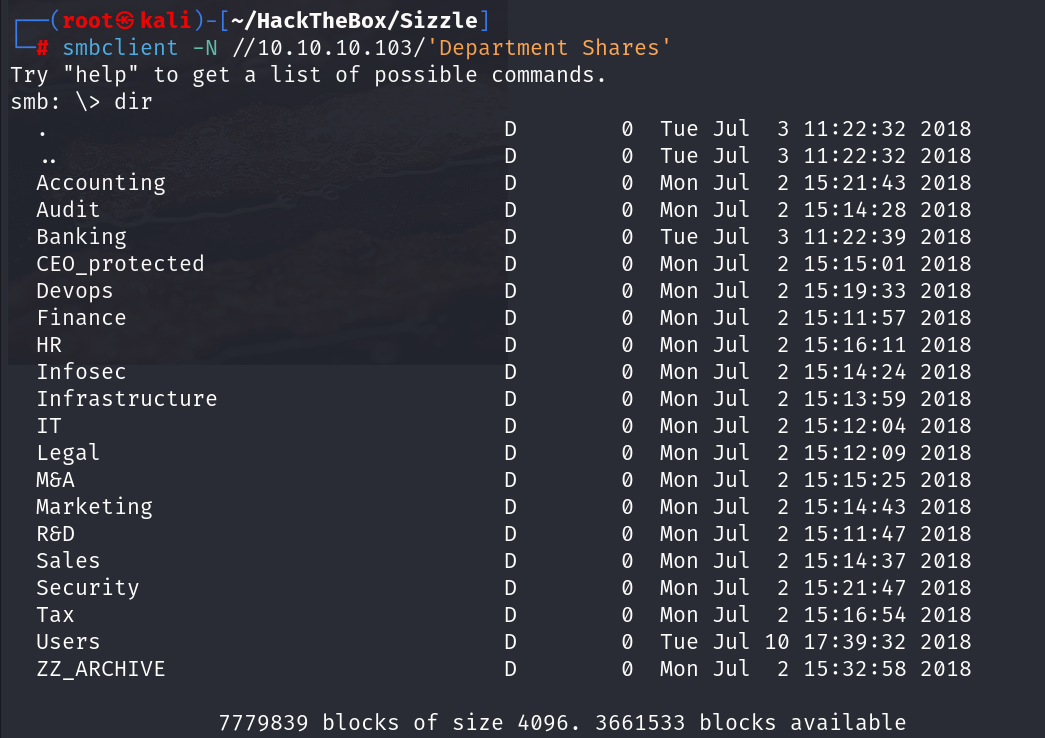 ┌──(root㉿kali)-[~/HackTheBox/Sizzle]
└─# smbclient -N //10.10.10.103/'Department Shares'
Try "help" to get a list of possible commands.
smb: \> dir
  .                                   D        0  Tue Jul  3 11:22:32 2018
  ..                                  D        0  Tue Jul  3 11:22:32 2018
  Accounting                          D        0  Mon Jul  2 15:21:43 2018
  Audit                               D        0  Mon Jul  2 15:14:28 2018
  Banking                             D        0  Tue Jul  3 11:22:39 2018
  CEO_protected                       D        0  Mon Jul  2 15:15:01 2018
  Devops                              D        0  Mon Jul  2 15:19:33 2018
  Finance                             D        0  Mon Jul  2 15:11:57 2018
  HR                                  D        0  Mon Jul  2 15:16:11 2018
  Infosec                             D        0  Mon Jul  2 15:14:24 2018
  Infrastructure                      D        0  Mon Jul  2 15:13:59 2018
  IT                                  D        0  Mon Jul  2 15:12:04 2018
  Legal                               D        0  Mon Jul  2 15:12:09 2018
  M&A                                 D        0  Mon Jul  2 15:15:25 2018
  Marketing                           D        0  Mon Jul  2 15:14:43 2018
  R&D                                 D        0  Mon Jul  2 15:11:47 2018
  Sales                               D        0  Mon Jul  2 15:14:37 2018
  Security                            D        0  Mon Jul  2 15:21:47 2018
  Tax                                 D        0  Mon Jul  2 15:16:54 2018
  Users                               D        0  Tue Jul 10 17:39:32 2018
  ZZ_ARCHIVE                          D        0  Mon Jul  2 15:32:58 2018
                7779839 blocks of size 4096. 3661533 blocks available